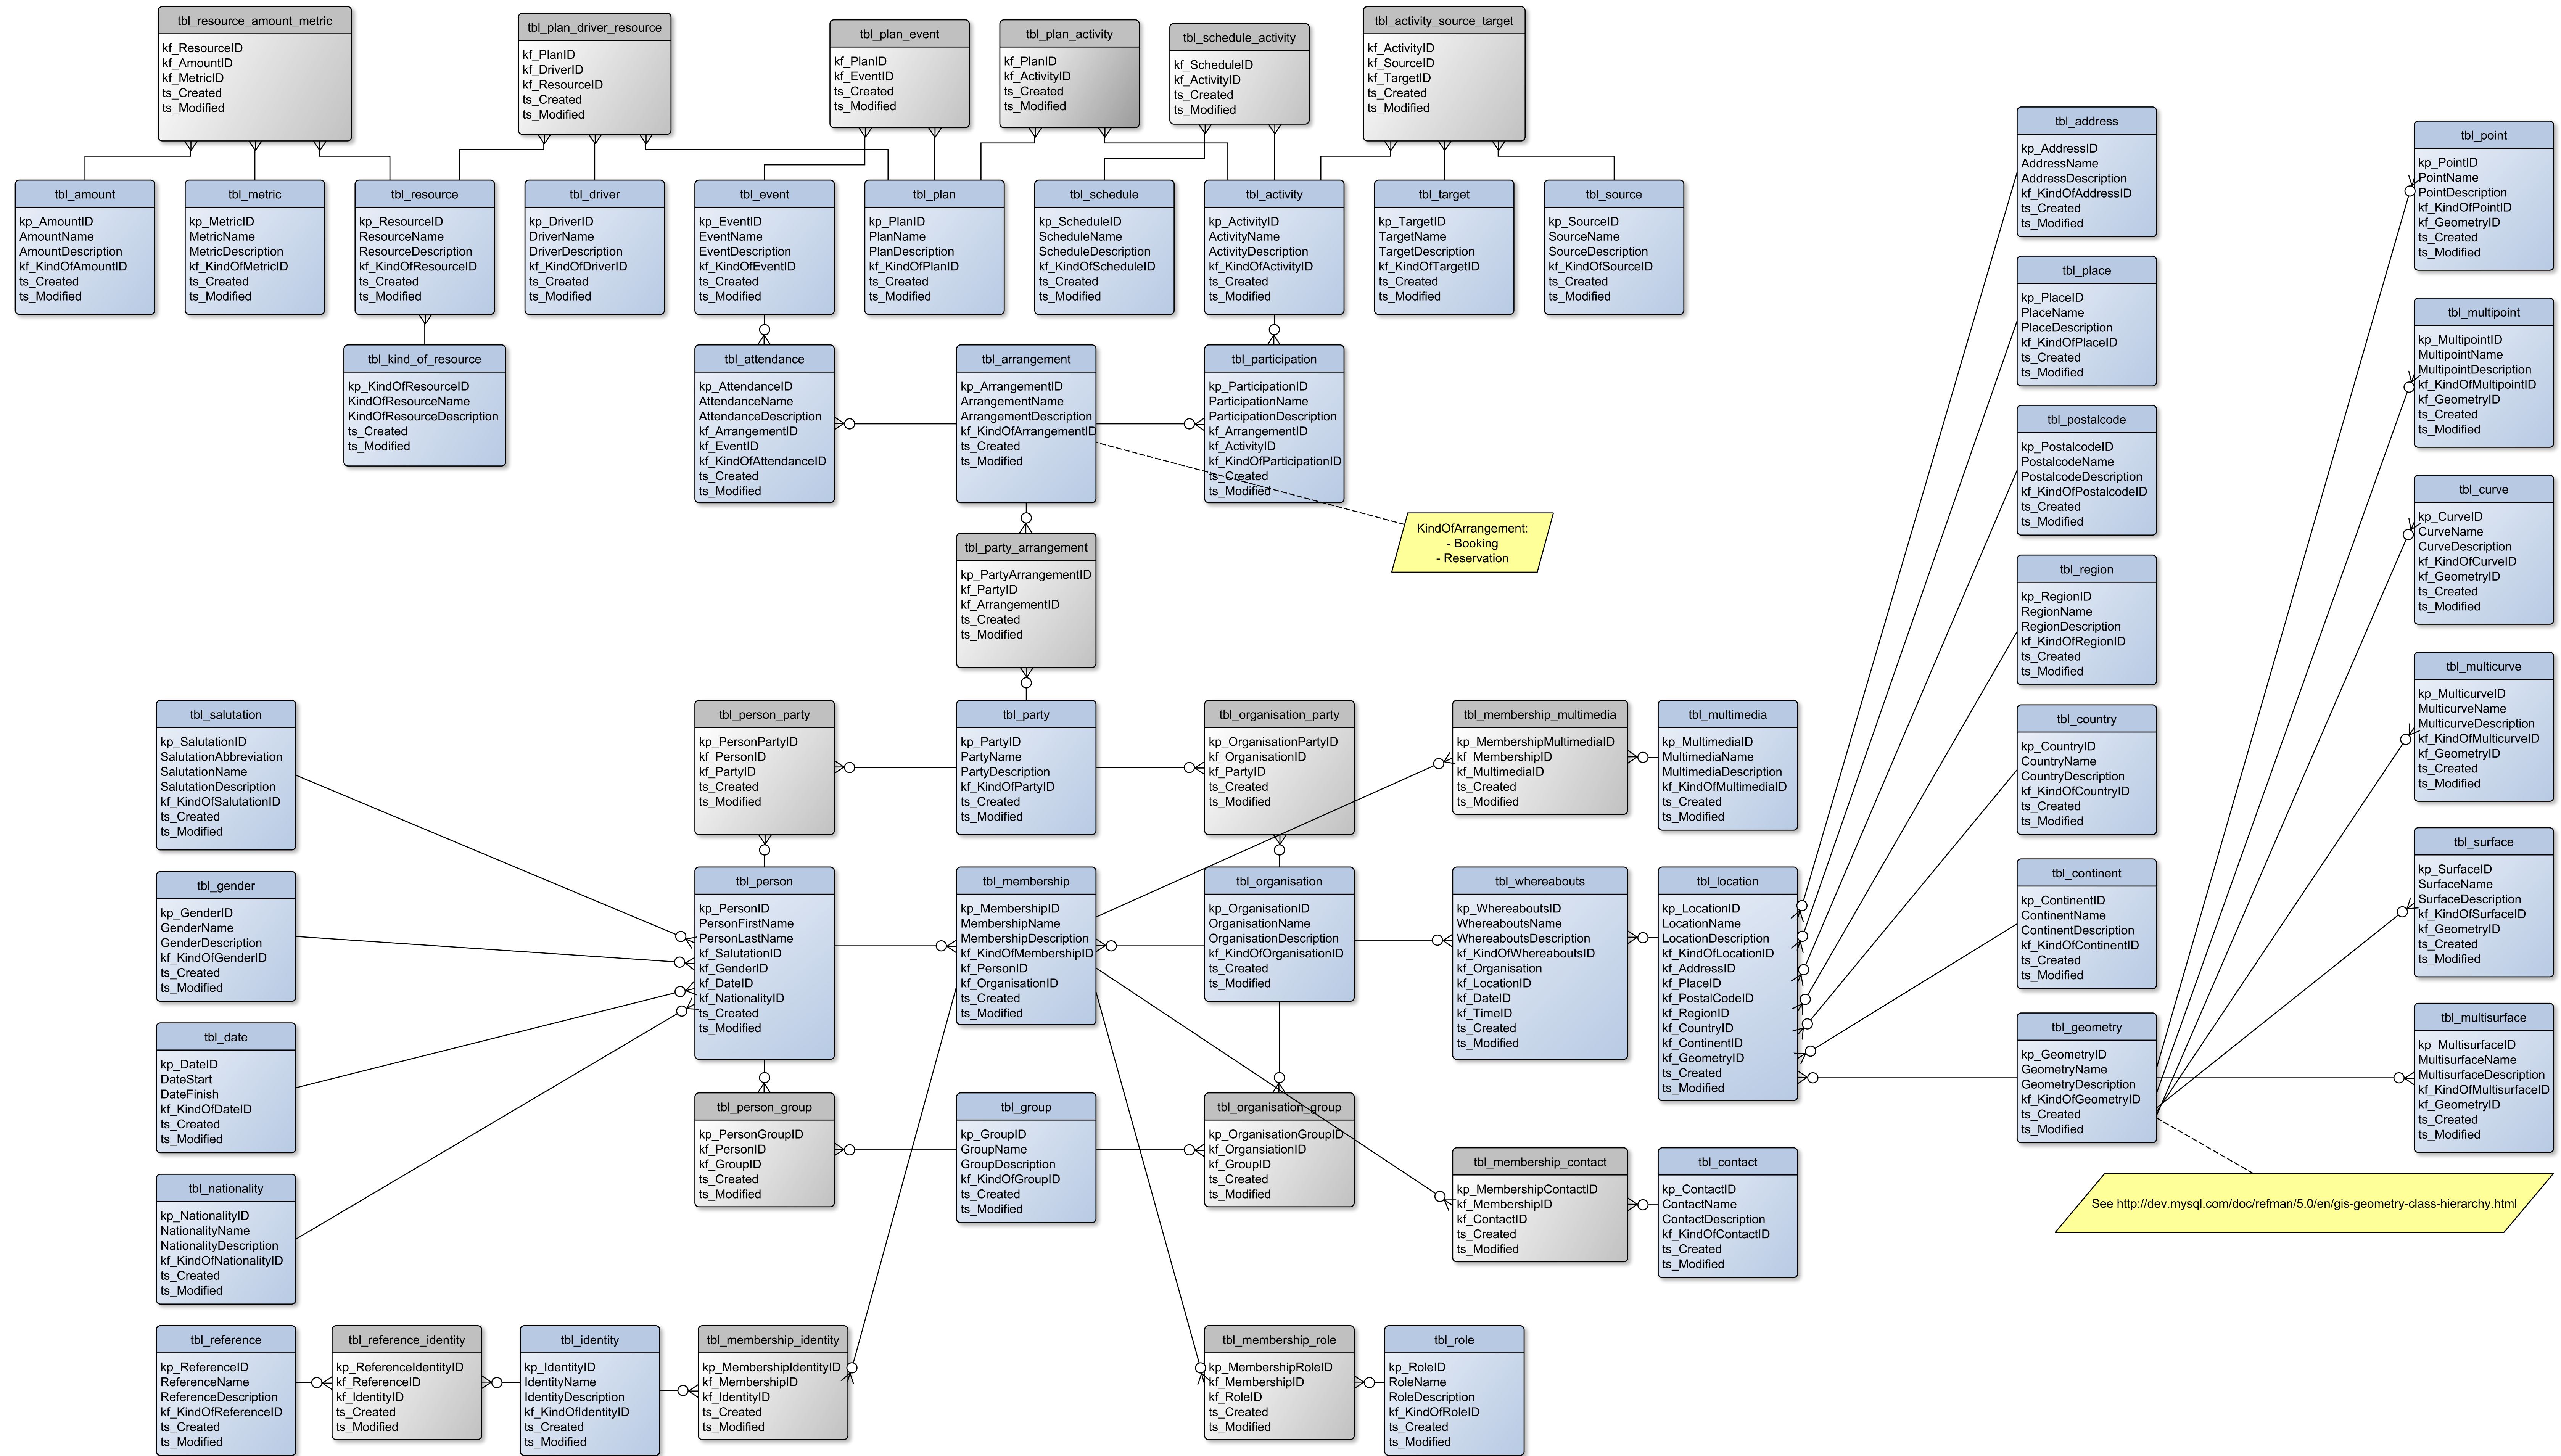 tbl_resource_amount_metric
kf_ResourceID
kf_AmountID
kf_MetricID
ts_Created
ts_Modified
tbl_plan_driver_resource
kf_PlanID
kf_DriverID
kf_ResourceID
ts_Created
ts_Modified
tbl_plan_event
kf_PlanID
kf_EventID
ts_Created
ts_Modified
tbl_plan_activity
kf_PlanID
kf_ActivityID
ts_Created
ts_Modified
tbl_schedule_activity
kf_ScheduleID
kf_ActivityID
ts_Created
ts_Modified
tbl_activity_source_target
kf_ActivityID
kf_SourceID
kf_TargetID
ts_Created
ts_Modified
tbl_amount
kp_AmountID
AmountName
AmountDescription
kf_KindOfAmountID
ts_Created
ts_Modified
tbl_metric
kp_MetricID
MetricName
MetricDescription
kf_KindOfMetricID
ts_Created
ts_Modified
tbl_resource
kp_ResourceID
ResourceName
ResourceDescription
kf_KindOfResourceID
ts_Created
ts_Modified
tbl_driver
kp_DriverID
DriverName
DriverDescription
kf_KindOfDriverID
ts_Created
ts_Modified
tbl_event
kp_EventID
EventName
EventDescription
kf_KindOfEventID
ts_Created
ts_Modified
tbl_plan
kp_PlanID
PlanName
PlanDescription
kf_KindOfPlanID
ts_Created
ts_Modified
tbl_schedule
kp_ScheduleID
ScheduleName
ScheduleDescription
kf_KindOfScheduleID
ts_Created
ts_Modified
tbl_activity
kp_ActivityID
ActivityName
ActivityDescription
kf_KindOfActivityID
ts_Created
ts_Modified
tbl_target
kp_TargetID
TargetName
TargetDescription
kf_KindOfTargetID
ts_Created
ts_Modified
tbl_source
kp_SourceID
SourceName
SourceDescription
kf_KindOfSourceID
ts_Created
ts_Modified
tbl_kind_of_resource
kp_KindOfResourceID
KindOfResourceName
KindOfResourceDescription
ts_Created
ts_Modified
tbl_attendance
kp_AttendanceID
AttendanceName
AttendanceDescription
kf_ArrangementID
kf_EventID
kf_KindOfAttendanceID
ts_Created
ts_Modified
tbl_arrangement
kp_ArrangementID
ArrangementName
ArrangementDescription
kf_KindOfArrangementID
ts_Created
ts_Modified
tbl_participation
kp_ParticipationID
ParticipationName
ParticipationDescription
kf_ArrangementID
kf_ActivityID
kf_KindOfParticipationID
ts_Created
ts_Modified
KindOfArrangement:
- Booking
- Reservation
tbl_party_arrangement
kp_PartyArrangementID
kf_PartyID
kf_ArrangementID
ts_Created
ts_Modified
tbl_salutation
kp_SalutationID
SalutationAbbreviation
SalutationName
SalutationDescription
kf_KindOfSalutationID
ts_Created
ts_Modified
tbl_person_party
kp_PersonPartyID
kf_PersonID
kf_PartyID
ts_Created
ts_Modified
tbl_party
kp_PartyID
PartyName
PartyDescription
kf_KindOfPartyID
ts_Created
ts_Modified
tbl_organisation_party
kp_OrganisationPartyID
kf_OrganisationID
kf_PartyID
ts_Created
ts_Modified
tbl_membership_multimedia
kp_MembershipMultimediaID
kf_MembershipID
kf_MultimediaID
ts_Created
ts_Modified
tbl_multimedia
kp_MultimediaID
MultimediaName
MultimediaDescription
kf_KindOfMultimediaID
ts_Created
ts_Modified
tbl_gender
kp_GenderID
GenderName
GenderDescription
kf_KindOfGenderID
ts_Created
ts_Modified
tbl_person
kp_PersonID
PersonFirstName
PersonLastName
kf_SalutationID
kf_GenderID
kf_DateID
kf_NationalityID
ts_Created
ts_Modified
tbl_membership
kp_MembershipID
MembershipName
MembershipDescription
kf_KindOfMembershipID
kf_PersonID
kf_OrganisationID
ts_Created
ts_Modified
tbl_organisation
kp_OrganisationID
OrganisationName
OrganisationDescription
kf_KindOfOrganisationID
ts_Created
ts_Modified
tbl_whereabouts
kp_WhereaboutsID
WhereaboutsName
WhereaboutsDescription
kf_KindOfWhereaboutsID
kf_Organisation
kf_LocationID
kf_DateID
kf_TimeID
ts_Created
ts_Modified
tbl_location
kp_LocationID
LocationName
LocationDescription
kf_KindOfLocationID
kf_AddressID
kf_PlaceID
kf_PostalCodeID
kf_RegionID
kf_CountryID
kf_ContinentID
kf_GeometryID
ts_Created
ts_Modified
tbl_date
kp_DateID
DateStart
DateFinish
kf_KindOfDateID
ts_Created
ts_Modified
tbl_person_group
kp_PersonGroupID
kf_PersonID
kf_GroupID
ts_Created
ts_Modified
tbl_group
kp_GroupID
GroupName
GroupDescription
kf_KindOfGroupID
ts_Created
ts_Modified
tbl_organisation_group
kp_OrganisationGroupID
kf_OrgansiationID
kf_GroupID
ts_Created
ts_Modified
tbl_membership_contact
kp_MembershipContactID
kf_MembershipID
kf_ContactID
ts_Created
ts_Modified
tbl_contact
kp_ContactID
ContactName
ContactDescription
kf_KindOfContactID
ts_Created
ts_Modified
tbl_nationality
kp_NationalityID
NationalityName
NationalityDescription
kf_KindOfNationalityID
ts_Created
ts_Modified
tbl_reference
kp_ReferenceID
ReferenceName
ReferenceDescription
kf_KindOfReferenceID
ts_Created
ts_Modified
tbl_reference_identity
kp_ReferenceIdentityID
kf_ReferenceID
kf_IdentityID
ts_Created
ts_Modified
tbl_identity
kp_IdentityID
IdentityName
IdentityDescription
kf_KindOfIdentityID
ts_Created
ts_Modified
tbl_membership_identity
kp_MembershipIdentityID
kf_MembershipID
kf_IdentityID
ts_Created
ts_Modified
tbl_membership_role
kp_MembershipRoleID
kf_MembershipID
kf_RoleID
ts_Created
ts_Modified
tbl_role
kp_RoleID
RoleName
RoleDescription
kf_KindOfRoleID
ts_Created
ts_Modified
tbl_address
kp_AddressID
AddressName
AddressDescription
kf_KindOfAddressID
ts_Created
ts_Modified
tbl_place
kp_PlaceID
PlaceName
PlaceDescription
kf_KindOfPlaceID
ts_Created
ts_Modified
tbl_postalcode
kp_PostalcodeID
PostalcodeName
PostalcodeDescription
kf_KindOfPostalcodeID
ts_Created
ts_Modified
tbl_region
kp_RegionID
RegionName
RegionDescription
kf_KindOfRegionID
ts_Created
ts_Modified
tbl_country
kp_CountryID
CountryName
CountryDescription
kf_KindOfCountryID
ts_Created
ts_Modified
tbl_continent
kp_ContinentID
ContinentName
ContinentDescription
kf_KindOfContinentID
ts_Created
ts_Modified
tbl_geometry
kp_GeometryID
GeometryName
GeometryDescription
kf_KindOfGeometryID
ts_Created
ts_Modified
tbl_point
kp_PointID
PointName
PointDescription
kf_KindOfPointID
kf_GeometryID
ts_Created
ts_Modified
tbl_multipoint
kp_MultipointID
MultipointName
MultipointDescription
kf_KindOfMultipointID
kf_GeometryID
ts_Created
ts_Modified
tbl_curve
kp_CurveID
CurveName
CurveDescription
kf_KindOfCurveID
kf_GeometryID
ts_Created
ts_Modified
tbl_multicurve
kp_MulticurveID
MulticurveName
MulticurveDescription
kf_KindOfMulticurveID
kf_GeometryID
ts_Created
ts_Modified
tbl_surface
kp_SurfaceID
SurfaceName
SurfaceDescription
kf_KindOfSurfaceID
kf_GeometryID
ts_Created
ts_Modified
tbl_multisurface
kp_MultisurfaceID
MultisurfaceName
MultisurfaceDescription
kf_KindOfMultisurfaceID
kf_GeometryID
ts_Created
ts_Modified
See http://dev.mysql.com/doc/refman/5.0/en/gis-geometry-class-hierarchy.html